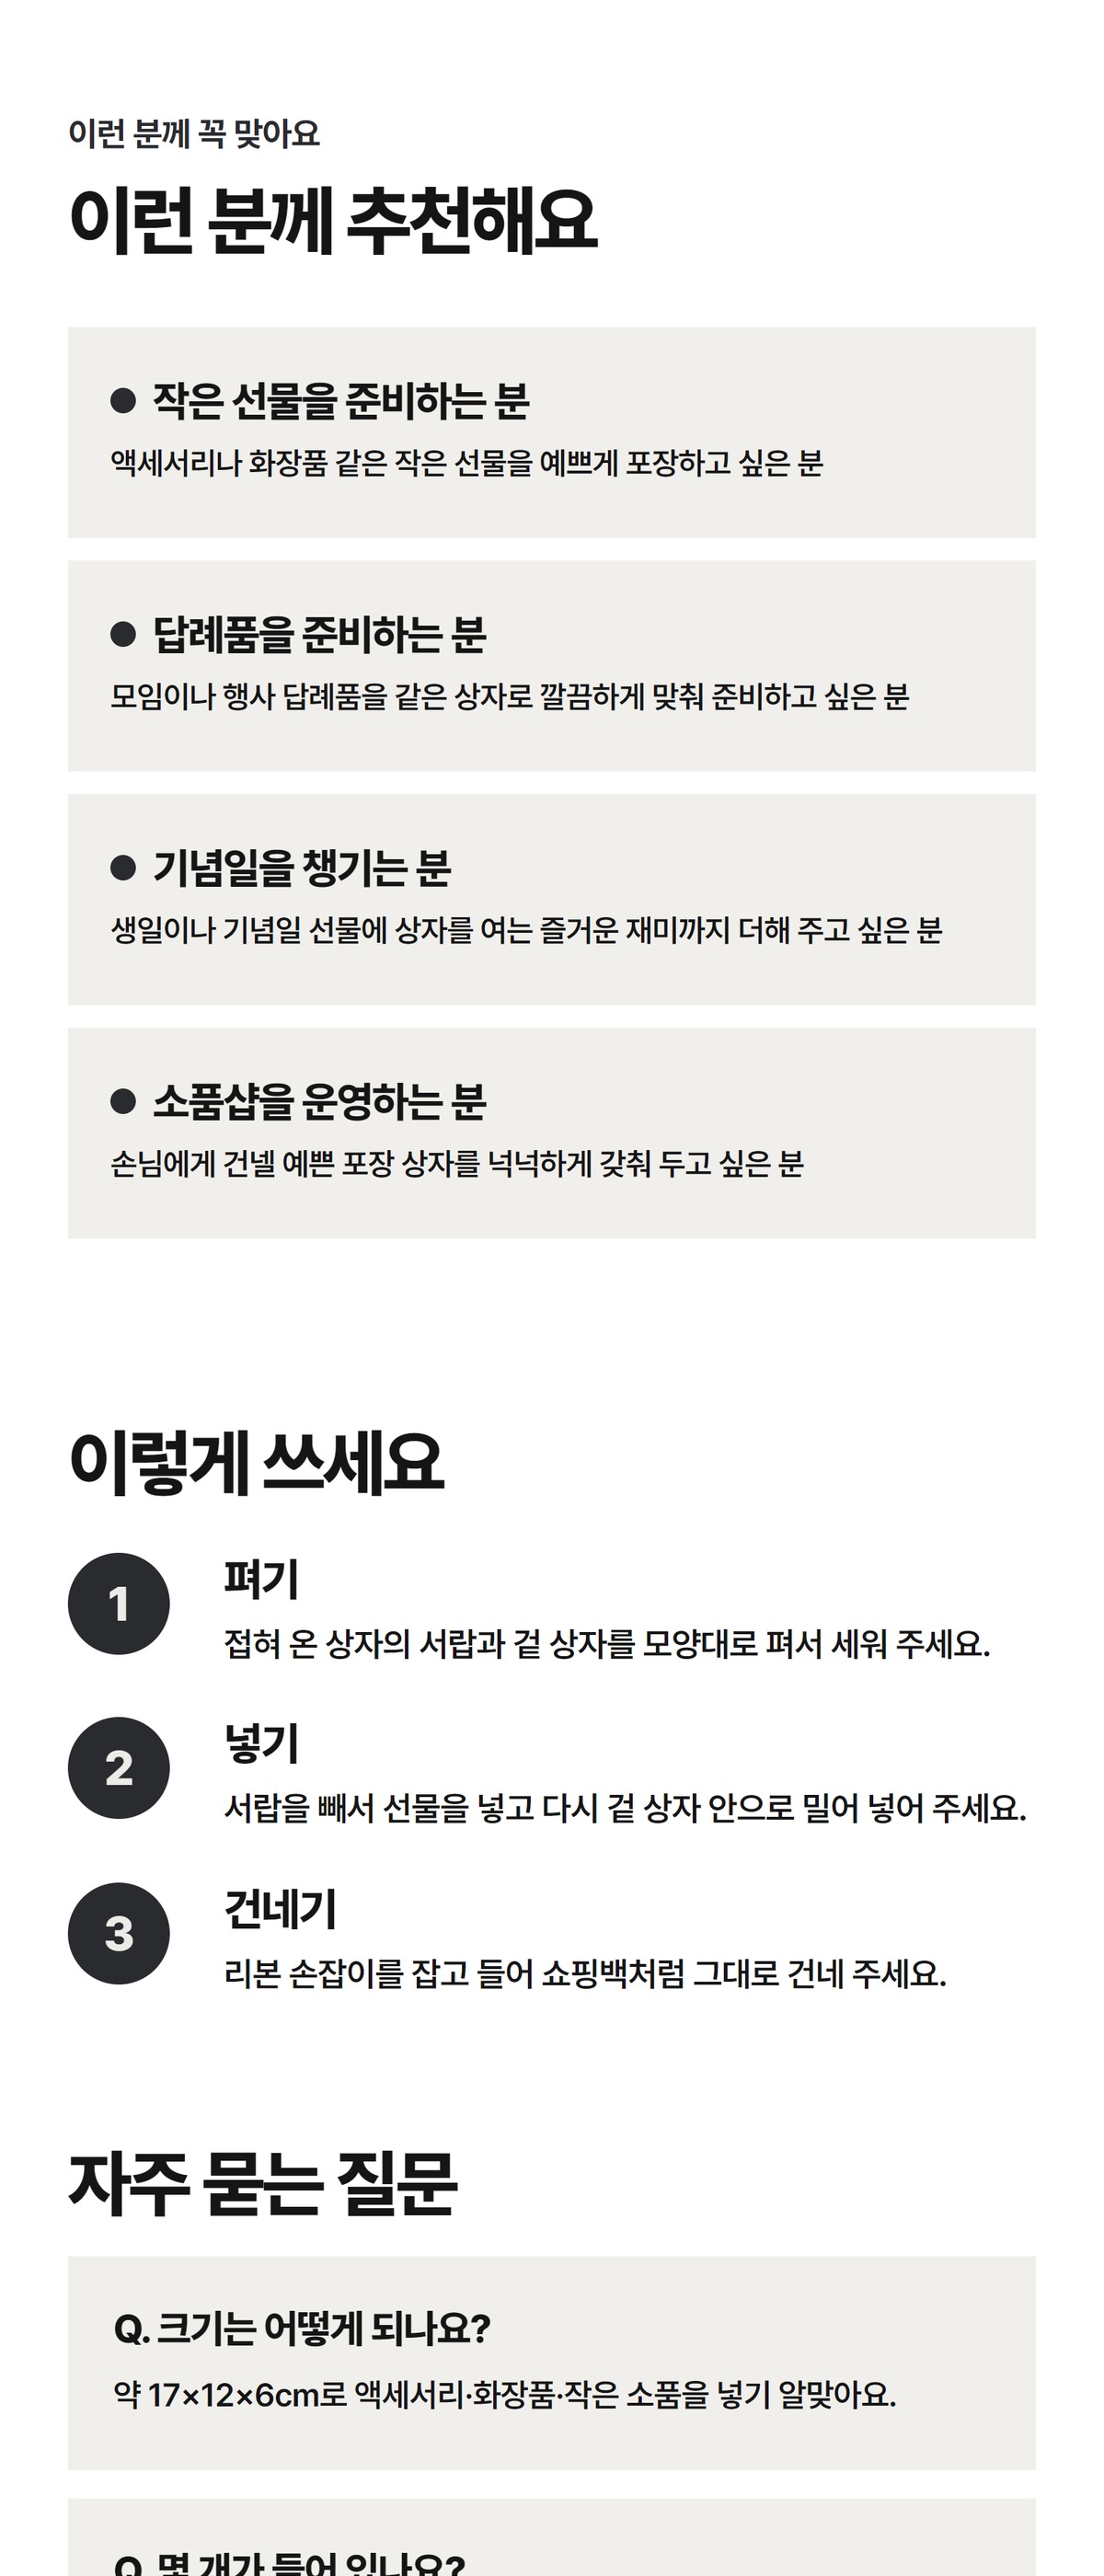 이런 분께 꼭 맞아요
이런 분께 추천해요
작은 선물을 준비하는 분
액세서리나 화장품 같은 작은 선물을 예쁘게 포장하고 싶은 분
답례품을 준비하는 분
모임이나 행사 답례품을 같은 상자로 깔끔하게 맞춰 준비하고 싶은 분
기념일을 챙기는 분
생일이나 기념일 선물에 상자를 여는 즐거운 재미까지 더해 주고 싶은 분
소품샵을 운영하는 분
손님에게 건넬 예쁜 포장 상자를 넉넉하게 갖춰 두고 싶은 분
이렇게 쓰세요
1
펴기
접혀 온 상자의 서랍과 겉 상자를 모양대로 펴서 세워 주세요.
2
넣기
서랍을 빼서 선물을 넣고 다시 겉 상자 안으로 밀어 넣어 주세요.
3
건네기
리본 손잡이를 잡고 들어 쇼핑백처럼 그대로 건네 주세요.
자주 묻는 질문
Q. 크기는 어떻게 되나요?
약 17×12×6cm로 액세서리·화장품·작은 소품을 넣기 알맞아요.
Q. 몇 개가 들어 있나요?